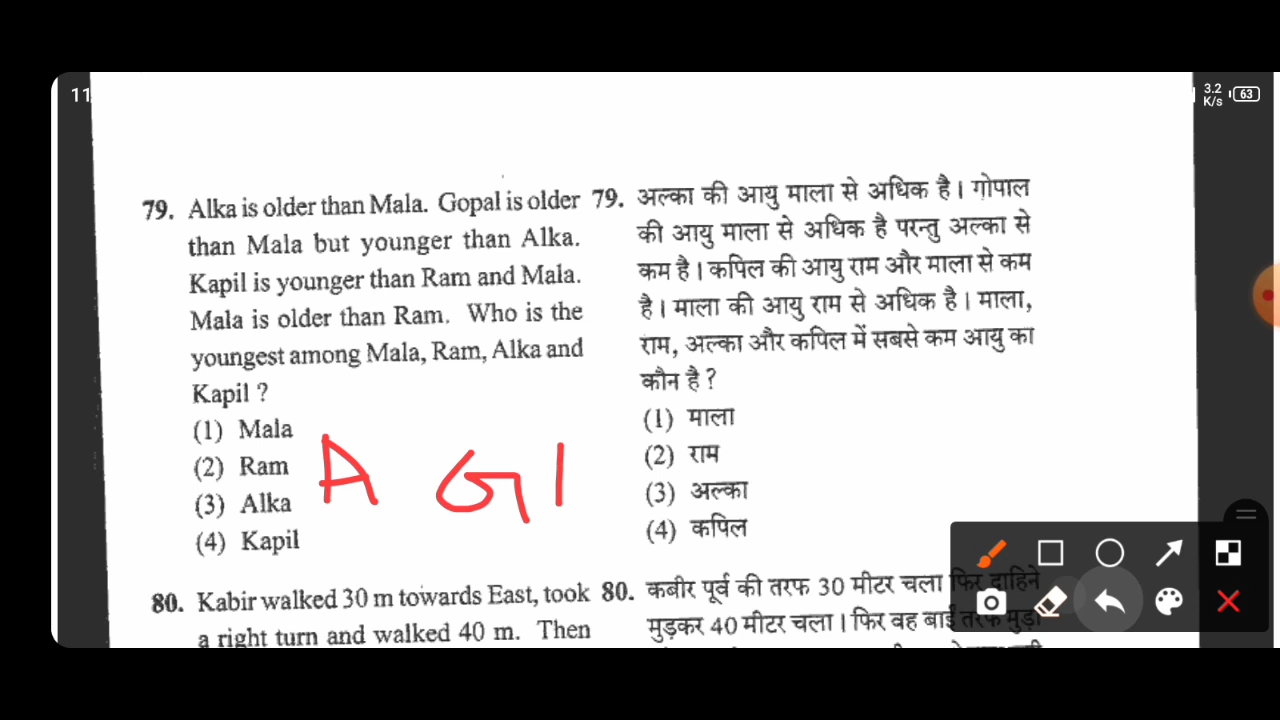 11
3.2
K/s
63
79. Alka is older than Mala. Gopal is older
than Mala but younger than Alka.
Kapil is younger than Ram and Mala.
Mala is older than Ram. Who is the
youngest among Mala, Ram, Alka and
Kapil ?
(1) Mala
(2) Ram
(3) Alka
(4) Kapil
A G
80. Kabir walked 30 m towards East, took
a right turn and walked 40 m. Then
79. अल्का की आयु माला से अधिक है। गोपाल
की आयु माला से अधिक है परन्तु अल्का से
कम है। कपिल की आयु राम और माला से कम
है। माला की आयु राम से अधिक है। माला,
राम, अल्का और कपिल में सबसे कम आयु का
कौन है ?
(1) माला
(2) राम
(3) अल्का
(4) कपिल
80. कबीर पूर्व की तरफ 30 मीटर चला फिर दाहिने
मुड़कर 40 मीटर चला। फिर वह बाईं तरफ मुड़ा